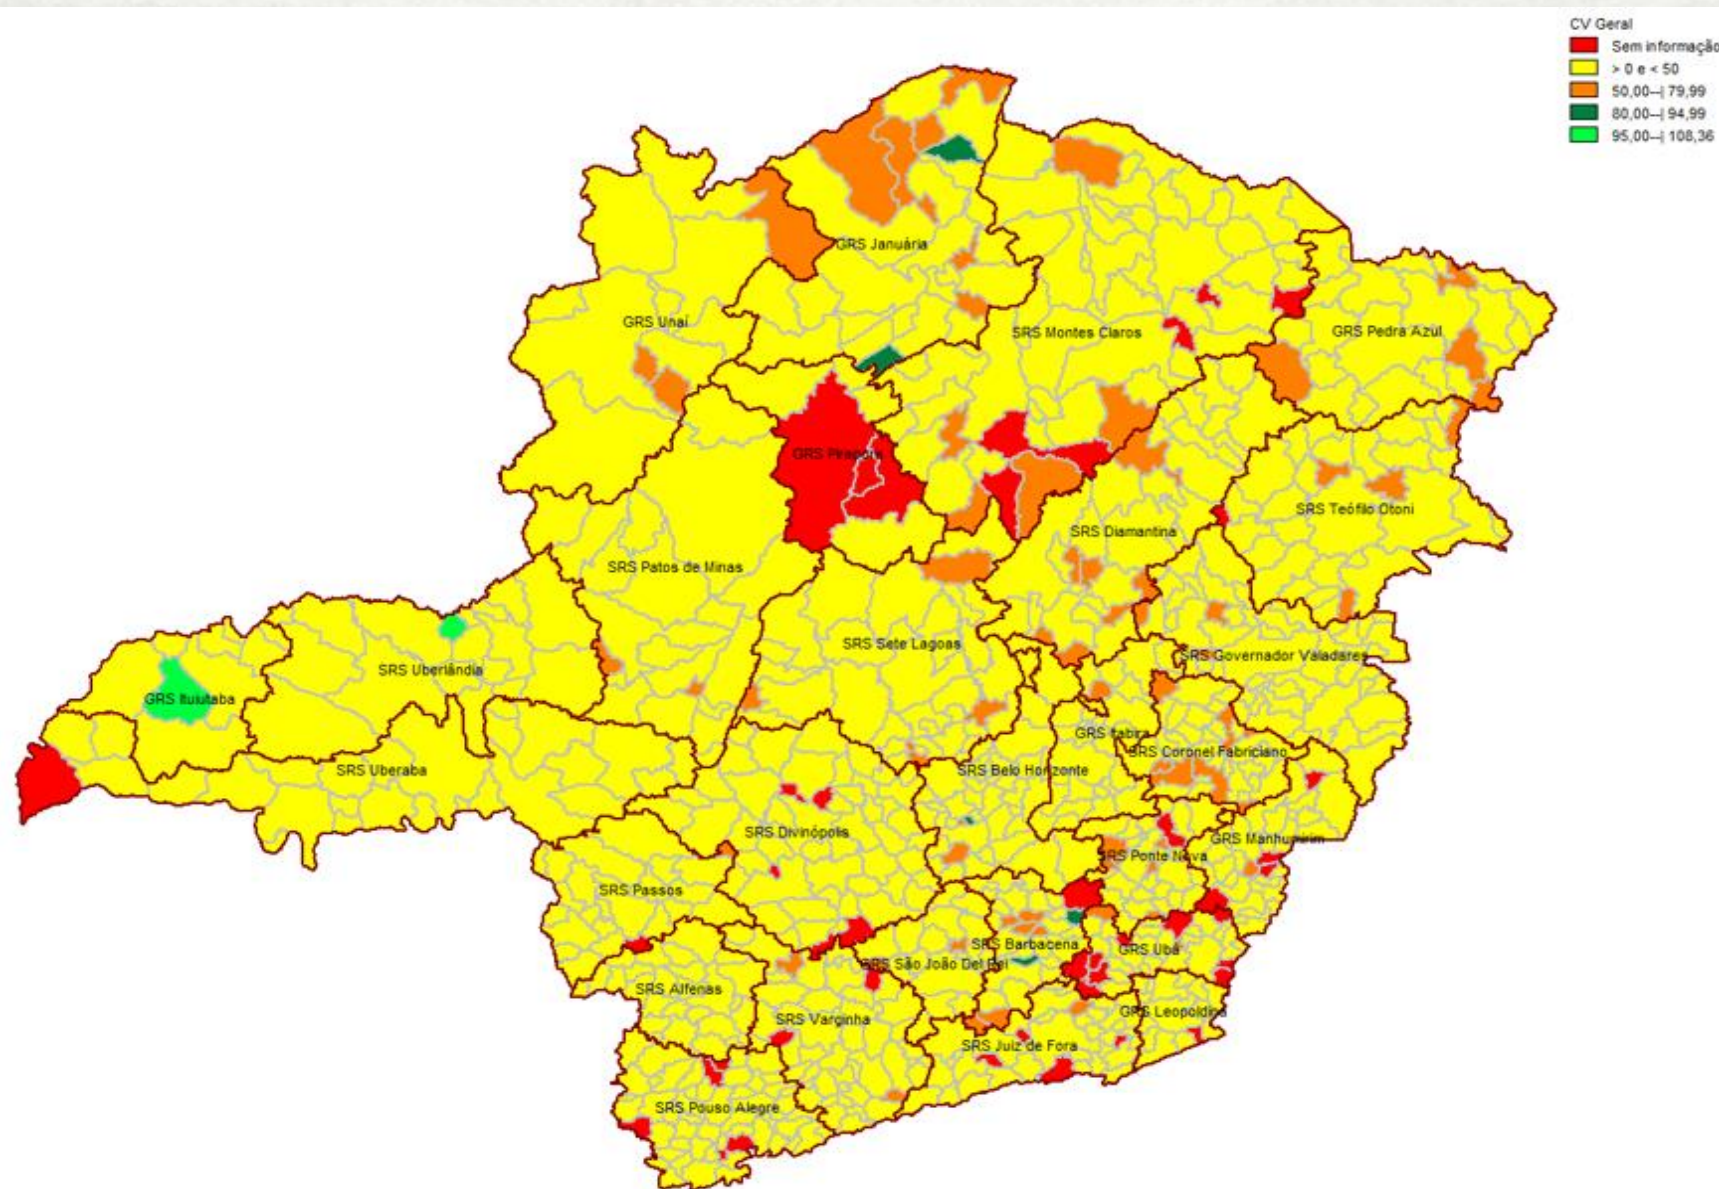 CV Geral
Sem informação
> 0 e < 50
50,00--| 79,99
80,00--| 94,99
95,00--| 108,36
GRS Januária
GRS Unaí
SRS Montes Claros
GRS Pedra Azul
GRS Pirapora
SRS Teófilo Otoni
SRS Diamantina
SRS Patos de Minas
SRS Sete Lagoas
SRS Governador Valadares
SRS Uberlândia
GRS Ituiutaba
GRS Itabira
SRS Coronel Fabriciano
SRS Uberaba
SRS Belo Horizonte
SRS Divinópolis
GRS Manhumirim
SRS Ponte Nova
SRS Passos
SRS Barbacena
GRS Ubá
GRS São João Del Rei
SRS Alfenas
GRS Leopoldina
SRS Varginha
SRS Juiz de Fora
SRS Pouso Alegre